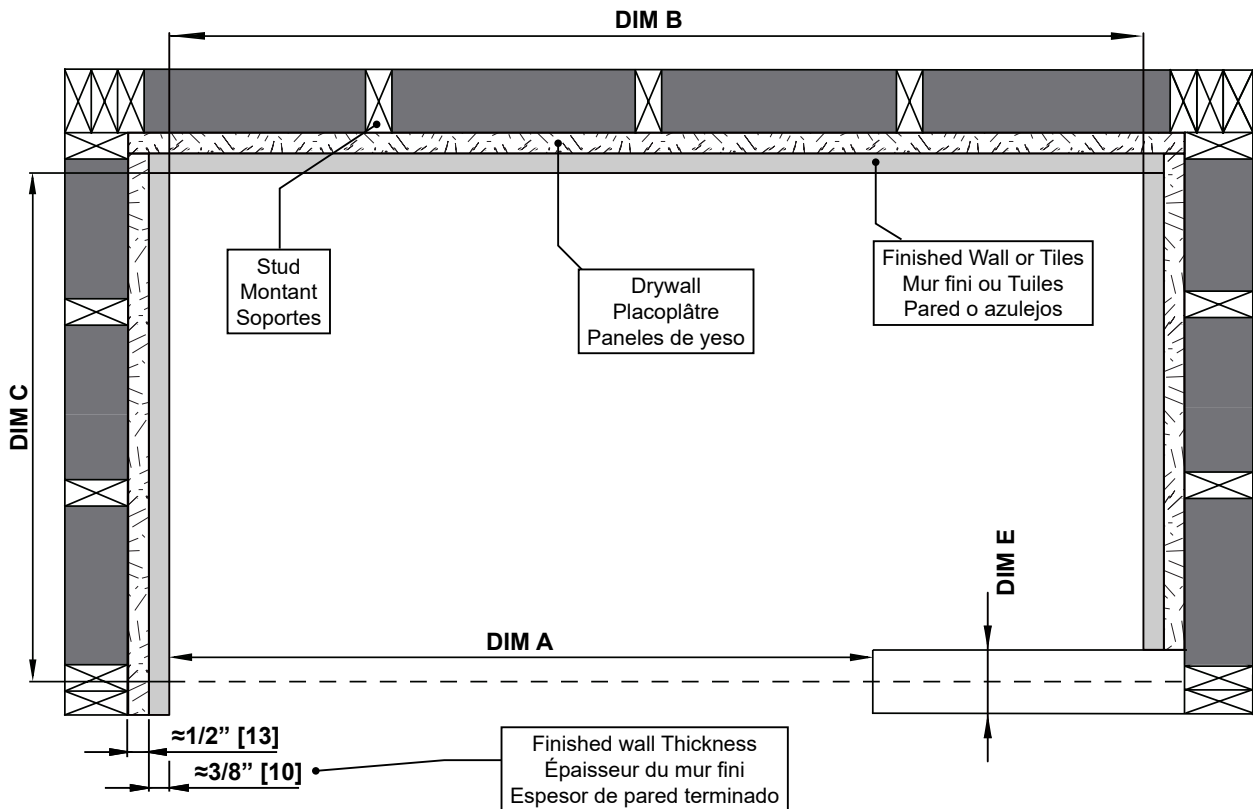 DIM B
Stud
Montant
Soportes
Drywall
Placoplâtre
Paneles de yeso
Finished Wall or Tiles
Mur fini ou Tuiles
Pared o azulejos
DIM C
DIM E
DIM A
≈1/2” [13]
≈3/8” [10]
Finished wall Thickness
Épaisseur du mur fini
Espesor de pared terminado